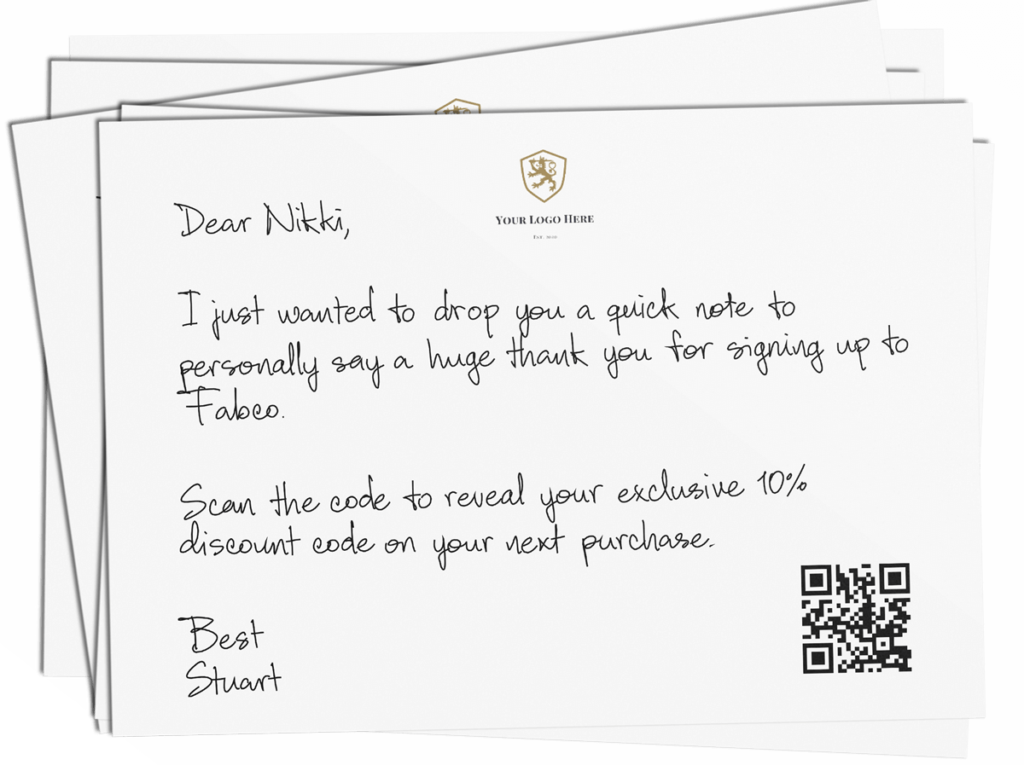 YOUR LOGO HERE
Dear Nikki,
I just wanted to drop you a quick note to
personally say a huge thank you for signing up to
Fabco.
Scan the code to reveal your exclusive 10%
discount code on your next purchase.
Best
Stuart